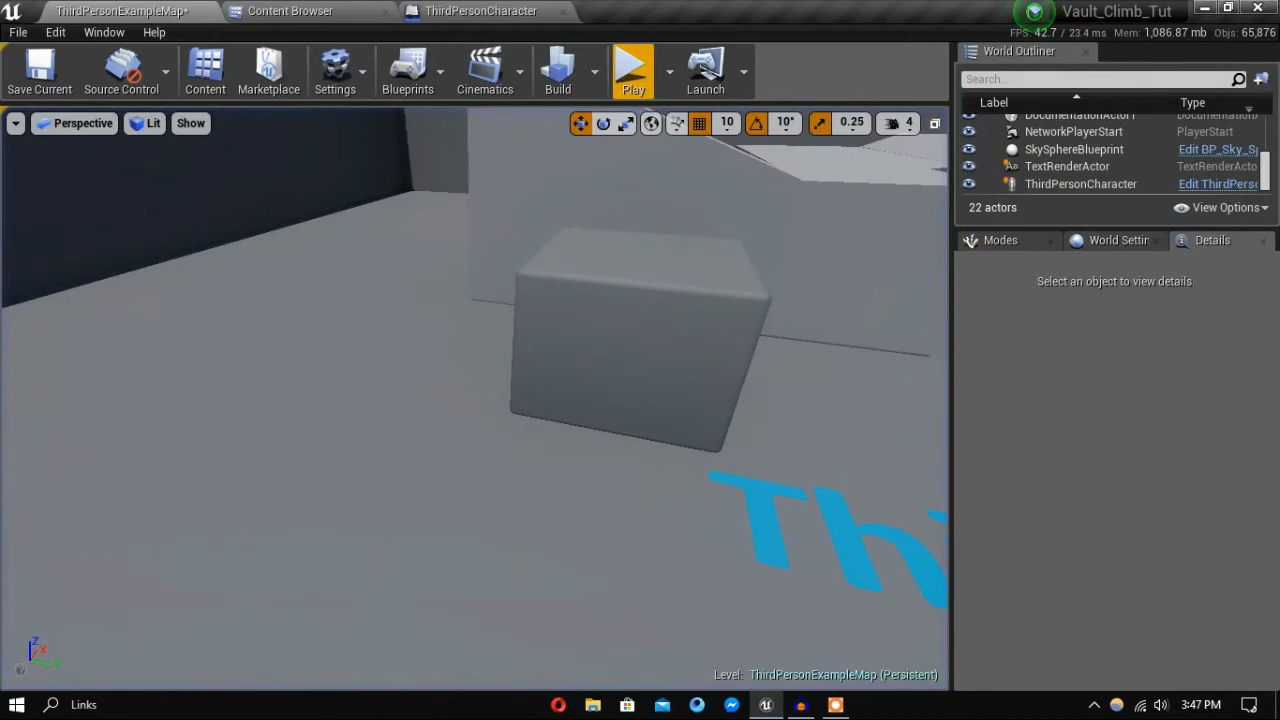 ThirdPersonExampleMap* Content Browser ThirdPersonCharacter Vault_Climb_Tut
File Edit Window Help FPS: 42.7 / 23.4 ms Mem: 1,086.87 mb Objs: 65,876
World Outliner
Search...
Save Current Source Control Content Marketplace Settings Blueprints Cinematics Build Play Launch
Label Type
DocumentationActor1
NetworkPlayerStart PlayerStart
SkySphereBlueprint Edit BP_Sky_S
TextRenderActor TextRenderActo
ThirdPersonCharacter Edit ThirdPers
22 actors View Options
Perspective Lit Show 10 10° 0.25 4
Modes World Settin Details
Select an object to view details.
Thi
Z X Y
Level: ThirdPersonExampleMap (Persistent)
Links 3:47 PM